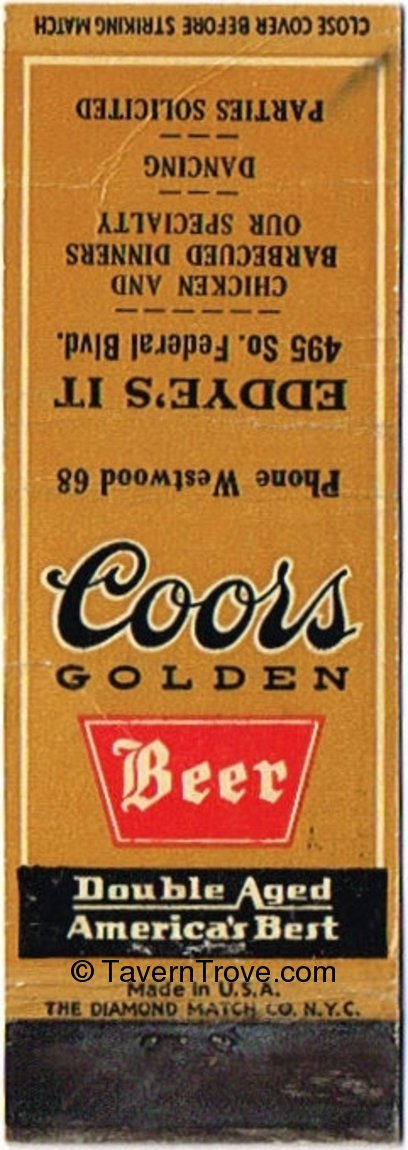 CLOSE COVER BEFORE STRIKING MATCH
Phone Westwood 68
EDDYE'S IT
495 So. Federal Blvd.
CHICKEN AND
BARBECUED DINNERS
OUR SPECIALTY
DANCING
PARTIES SOLICITED
Coors
GOLDEN
Beer
Double Aged
America's Best
© TavernTrove.com
Made in U.S.A.
THE DIAMOND MATCH CO. N.Y.C.